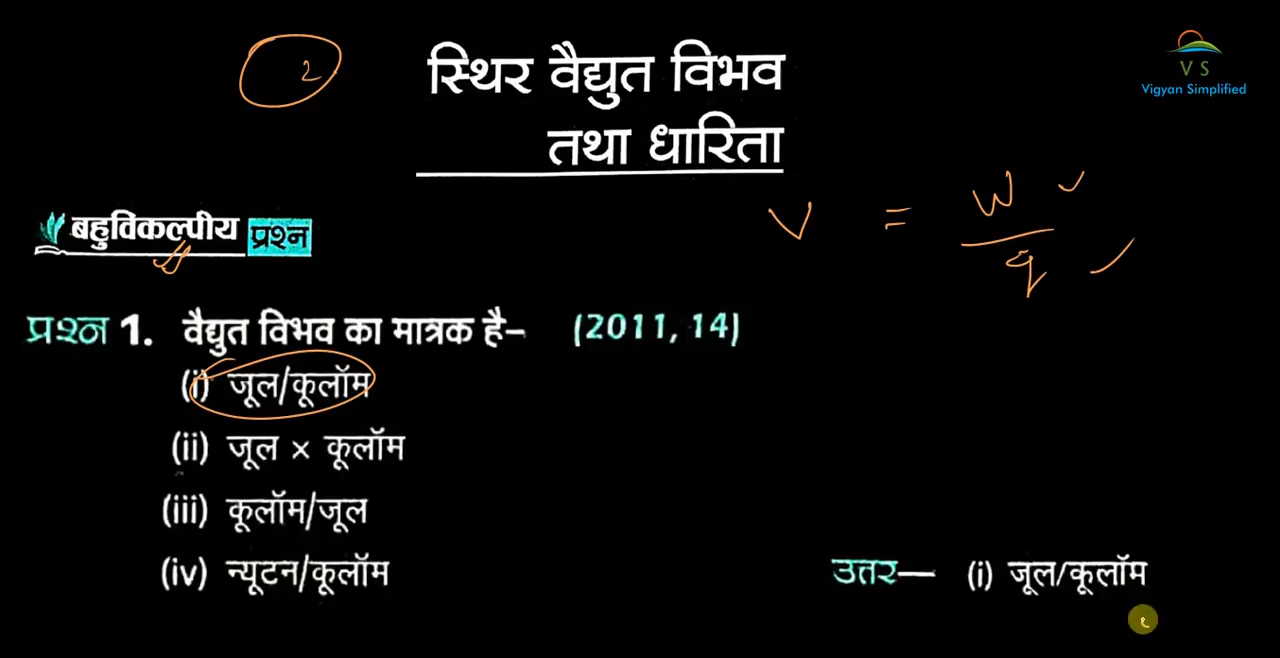 2
स्थिर वैद्युत विभव
तथा धारिता
V S
Vigyan Simplified
V = W
q
बहुविकल्पीय प्रश्न
प्रश्न 1. वैद्युत विभव का मात्रक है– (2011, 14)
(i) जूल/कूलॉम
(ii) जूल × कूलॉम
(iii) कूलॉम/जूल
(iv) न्यूटन/कूलॉम
उत्तर— (i) जूल/कूलॉम